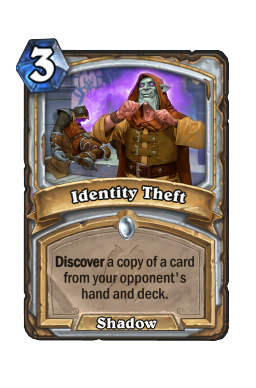 3
Identity Theft
Discover a copy of a card
from your opponent's
hand and deck.
Shadow